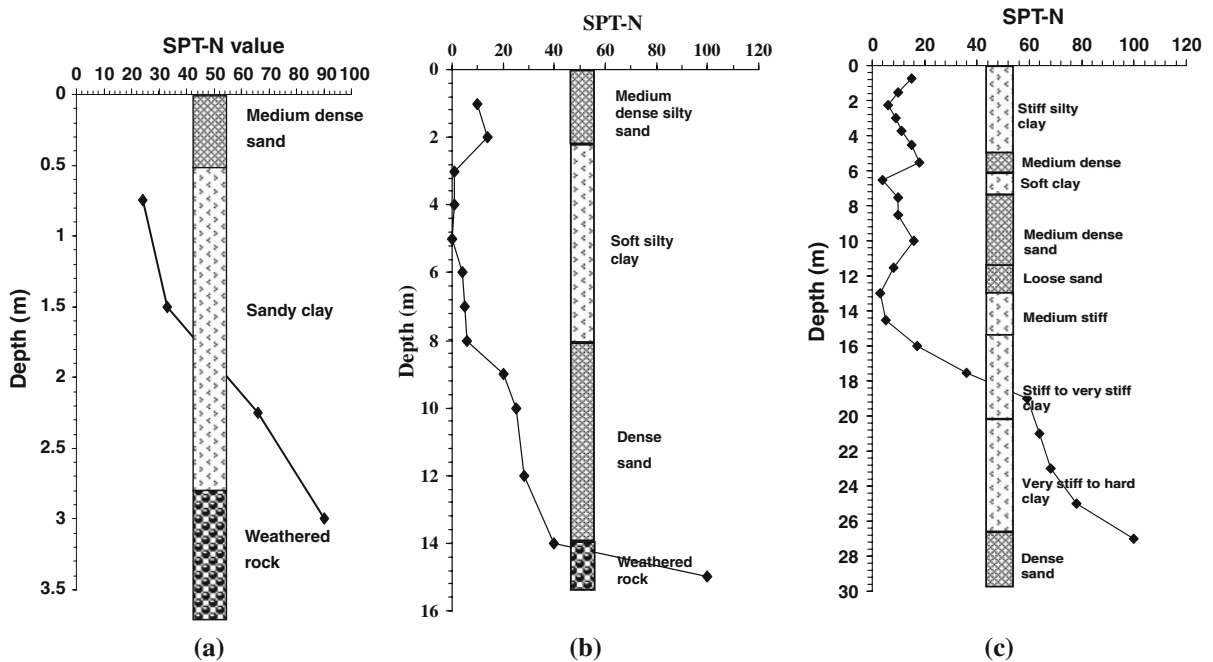 SPT-N value
0 10 20 30 40 50 60 70 80 90 100
0
0.5
1
1.5
2
2.5
3
3.5
Depth (m)
Medium dense
sand
Sandy clay
Weathered
rock
(a)
SPT-N
0 20 40 60 80 100 120
0
2
4
6
8
10
12
14
16
Depth (m)
Medium
dense silty
sand
Soft silty
clay
Dense
sand
Weathered
rock
(b)
SPT-N
0 20 40 60 80 100 120
0
2
4
6
8
10
12
14
16
18
20
22
24
26
28
30
Depth (m)
Stiff silty
clay
Medium dense
Soft clay
Medium dense
sand
Loose sand
Medium stiff
Stiff to very stiff
clay
Very stiff to hard
clay
Dense
sand
(c)